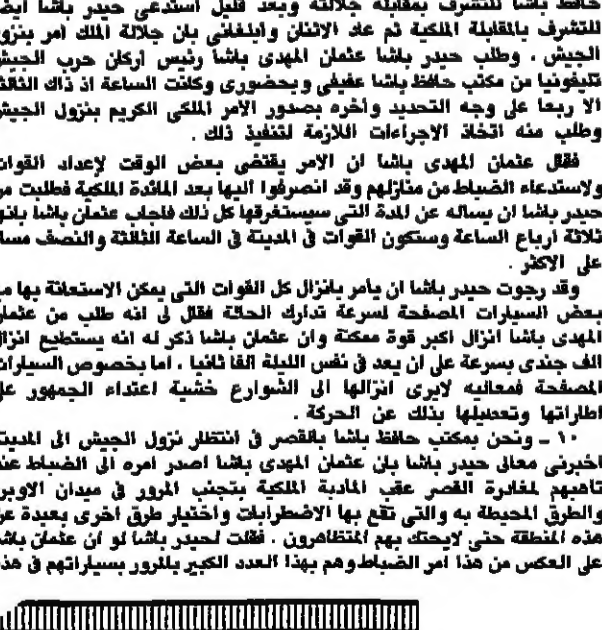 حافظ باشا للتشرف بمقابلة جلالته وبعد قليل استدعى حيدر باشا ايضا
للتشرف بالمقابلة الملكية ثم عاد الاثنان وأبلغانى بان جلالة الملك امر بنزول
الجيش . وطلب حيدر باشا عثمان المهدى باشا رئيس اركان حرب الجيش
تليفونيا من مكتب حافظ باشا عفيفى وبحضورى وكانت الساعة اذ ذاك الثالثة
الا ربعا على وجه التحديد وأخره بصدور الامر الملكى الكريم بنزول الجيش
وطلب منه اتخاذ الاجراءات اللازمة لتنفيذ ذلك .
فقال عثمان المهدى باشا ان الامر يقتضى بعض الوقت لإعداد القوات
ولاستدعاء الضباط من منازلهم وقد انصرفوا اليها بعد المائدة الملكية فطلبت من
حيدر باشا ان يساله عن المدة التى سيستغرقها كل ذلك فاجاب عثمان باشا بانها
ثلاثة أرباع الساعة وستكون القوات فى المدينة فى الساعة الثالثة والنصف مساء
على الاكثر .
وقد رجوت حيدر باشا ان يأمر بانزال كل القوات التى يمكن الاستعانة بها مع
بعض السيارات المصفحة لسرعة تدارك الحالة فقال لى انه طلب من عثمان
المهدى باشا انزال اكبر قوة ممكنة وان عثمان باشا ذكر له انه يستطيع انزال
الف جندى بسرعة على ان يعد فى نفس الليلة الفا ثانيا . اما بخصوص السيارات
المصفحة فمعاليه لايرى انزالها الى الشوارع خشية اعتداء الجمهور على
اطاراتها وتعطيلها بذلك عن الحركة .
١٠ ـ ونحن بمكتب حافظ باشا بالقصر فى انتظار نزول الجيش الى المدينة
اخبرنى معالى حيدر باشا بان عثمان المهدى باشا اصدر امره الى الضباط عند
تاهبهم لمغادرة القصر عقب المادبة الملكية بتجنب المرور فى ميدان الاوبرا
والطرق المحيطة به والتى تقع بها الاضطرابات واختيار طرق اخرى بعيدة عن
هذه المنطقة حتى لايحتك بهم المتظاهرون . فقلت لحيدر باشا لو ان عثمان باشا
على العكس من هذا امر الضباط وهم بهذا العدد الكبير بالمرور بسياراتهم فى هذه